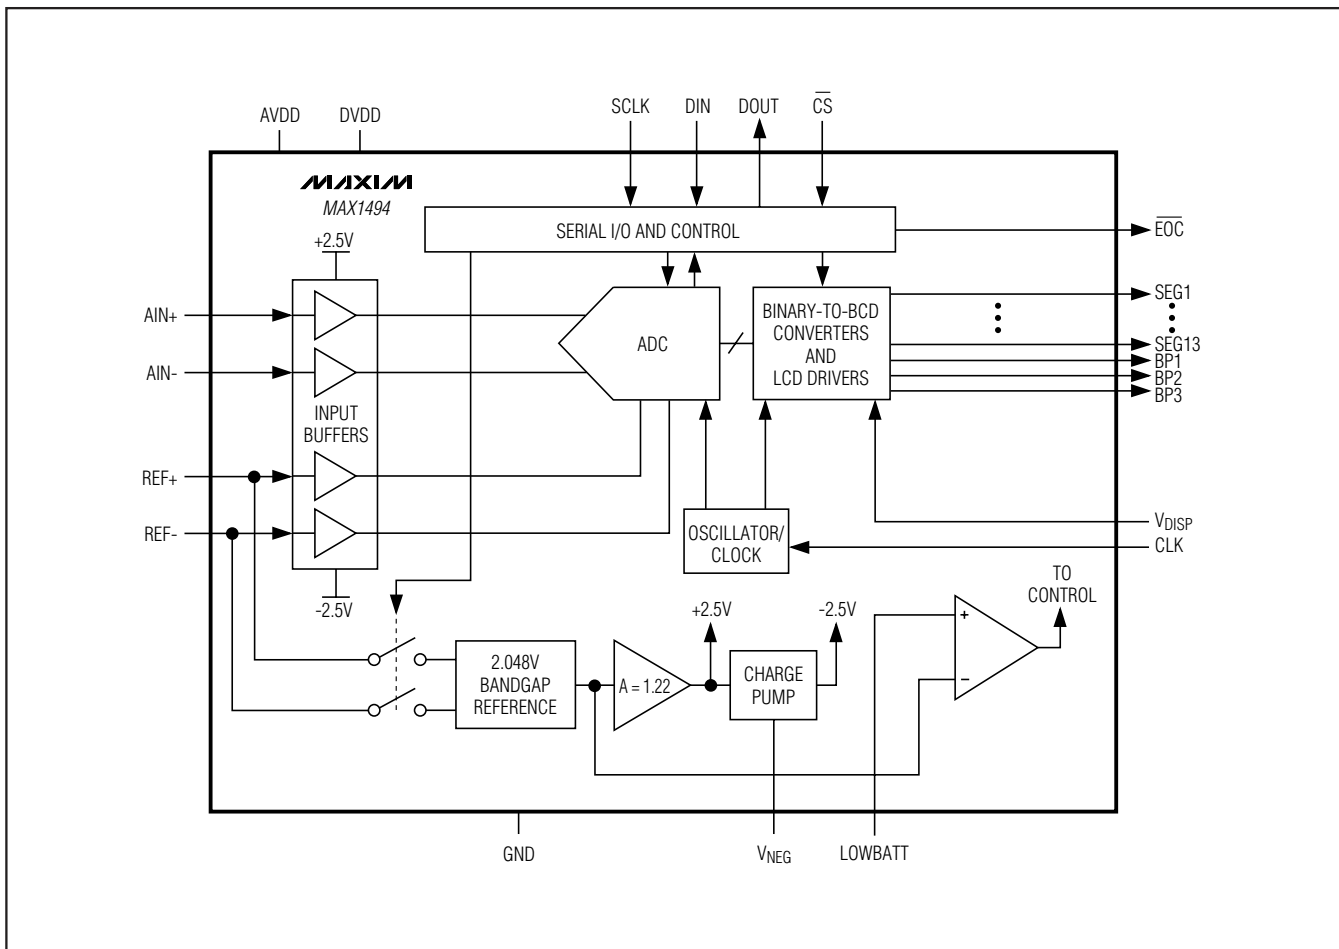 AVDD
DVDD
SCLK
DIN
DOUT
CS
MAXIM
MAX1494
+2.5V
SERIAL I/O AND CONTROL
EOC
AIN+
AIN-
INPUT
BUFFERS
REF+
REF-
-2.5V
ADC
BINARY-TO-BCD
CONVERTERS
AND
LCD DRIVERS
SEG1
SEG13
BP1
BP2
BP3
OSCILLATOR/
CLOCK
VDISP
CLK
TO
CONTROL
2.048V
BANDGAP
REFERENCE
A = 1.22
+2.5V
CHARGE
PUMP
-2.5V
+
−
GND
VNEG
LOWBATT